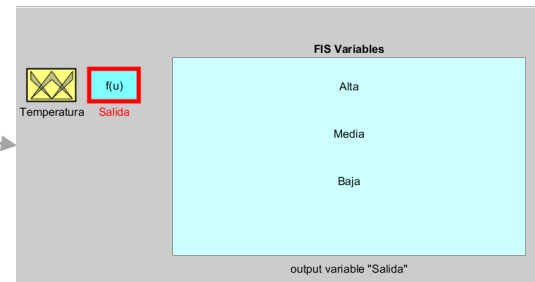 FIS Variables
f(u)
Alta
Temperatura Salida
Media
Baja
output variable "Salida"